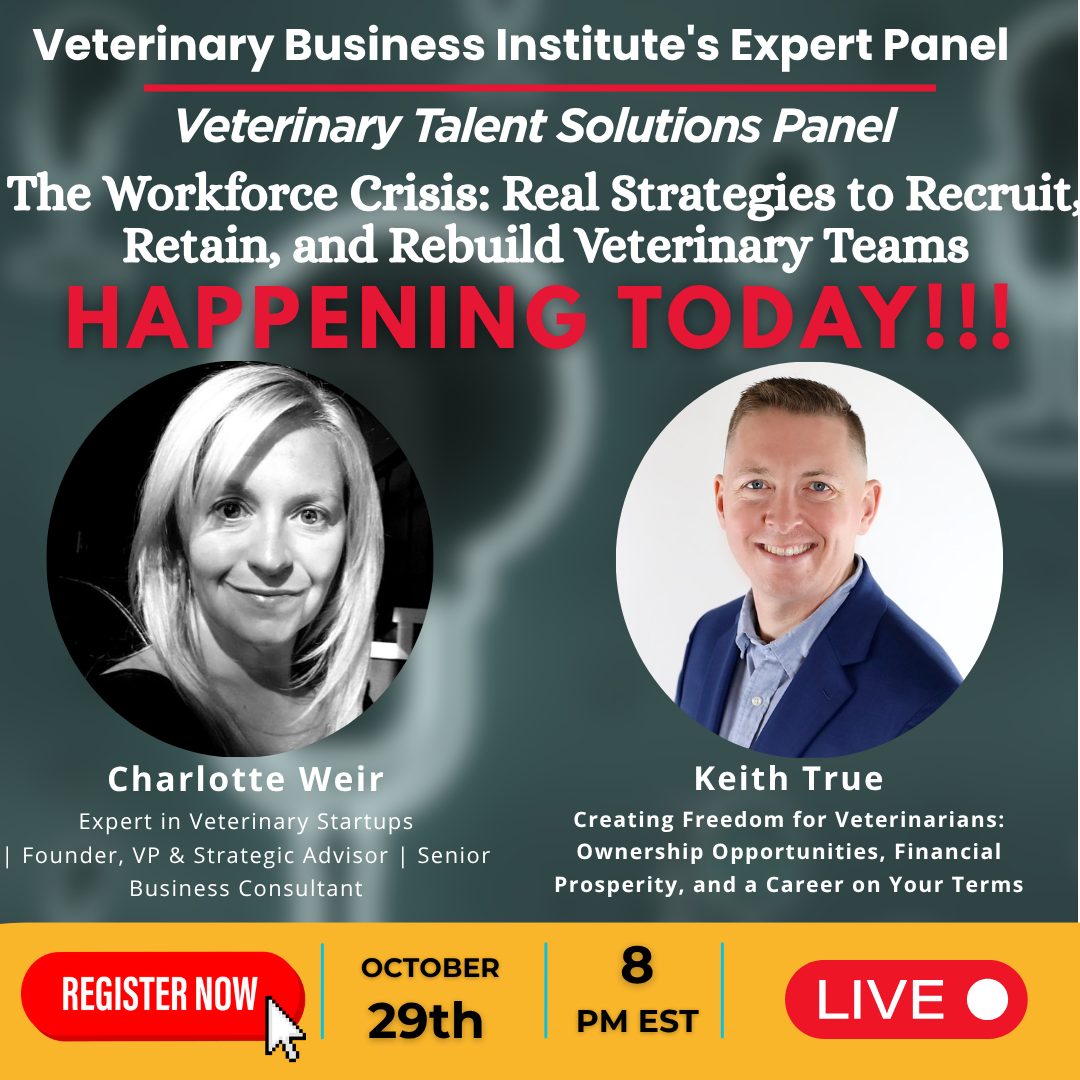 Veterinary Business Institute's Expert Panel
Veterinary Talent Solutions Panel
The Workforce Crisis: Real Strategies to Recruit,
Retain, and Rebuild Veterinary Teams
HAPPENING TODAY!!!
Charlotte Weir
Expert in Veterinary Startups
| Founder, VP & Strategic Advisor | Senior
Business Consultant
Keith True
Creating Freedom for Veterinarians:
Ownership Opportunities, Financial
Prosperity, and a Career on Your Terms
REGISTER NOW
OCTOBER
29th
8
PM EST
LIVE